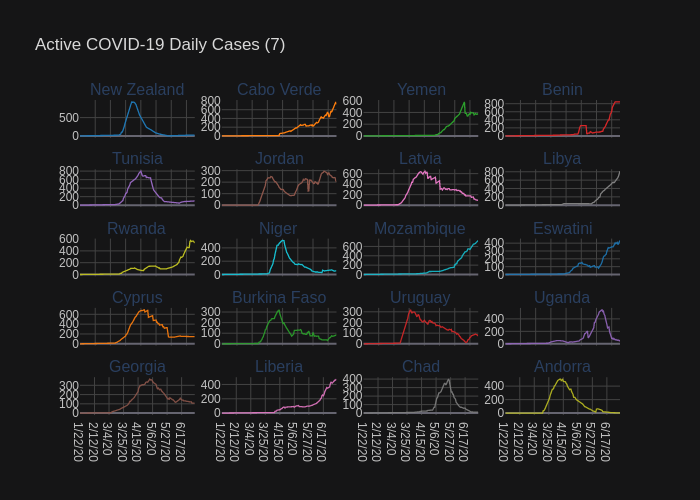 Active COVID-19 Daily Cases (7)
New Zealand Cabo Verde Yemen Benin
500 0 800 600 400 200 0 600 400 200 0 800 600 400 200 0
Tunisia Jordan Latvia Libya
800 600 400 200 0 300 200 100 0 600 400 200 0 800 600 400 200 0
Rwanda Niger Mozambique Eswatini
600 400 200 0 400 200 0 600 400 200 0 400 300 200 100 0
Cyprus Burkina Faso Uruguay Uganda
600 400 200 0 300 200 100 0 300 200 100 0 400 200 0
Georgia Liberia Chad Andorra
300 200 100 0 400 200 0 400 300 200 100 0 400 200 0
1/22/20 2/12/20 3/4/20 3/25/20 4/15/20 5/6/20 5/27/20 6/17/20 1/22/20 2/12/20 3/4/20 3/25/20 4/15/20 5/6/20 5/27/20 6/17/20 1/22/20 2/12/20 3/4/20 3/25/20 4/15/20 5/6/20 5/27/20 6/17/20 1/22/20 2/12/20 3/4/20 3/25/20 4/15/20 5/6/20 5/27/20 6/17/20